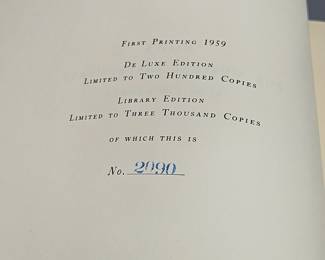 First Printing 1959
De Luxe Edition
Limited to Two Hundred Copies
Library Edition
Limited to Three Thousand Copies
of which this is
No. 2090